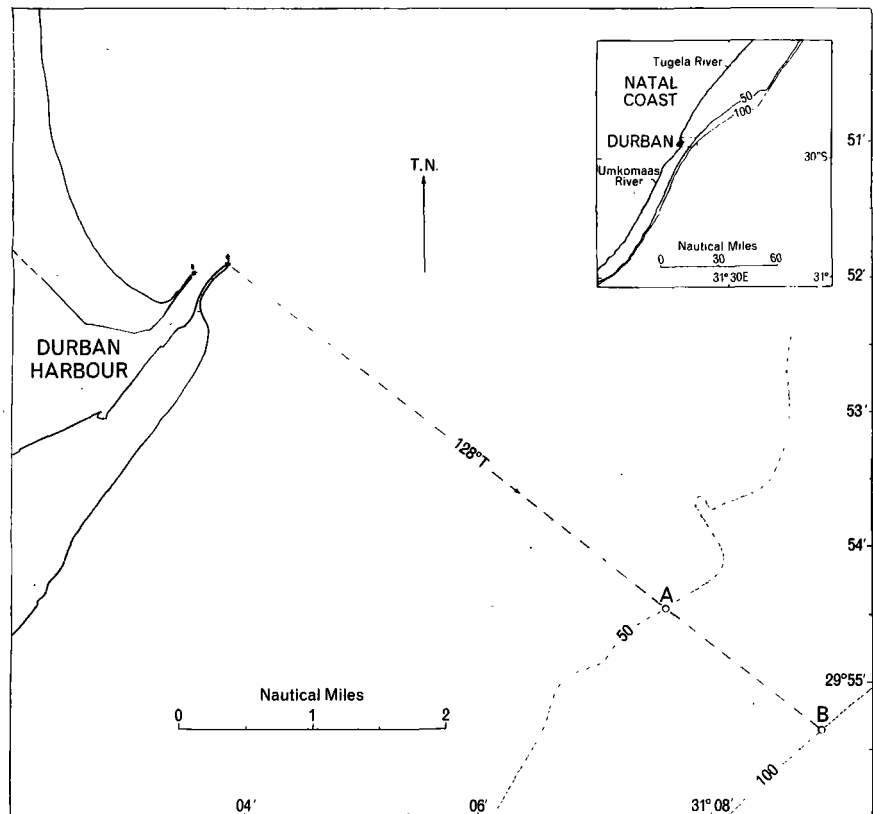 Tugela River
NATAL
COAST
50
100
DURBAN
30°S
Umkomaas
River
Nautical Miles
0 30 60
31°30E
31°
T.N.
51'
52'
DURBAN
HARBOUR
53'
128°T
54'
A
50
29°55'
Nautical Miles
0 1 2
B
100
04' 06' 31°08'